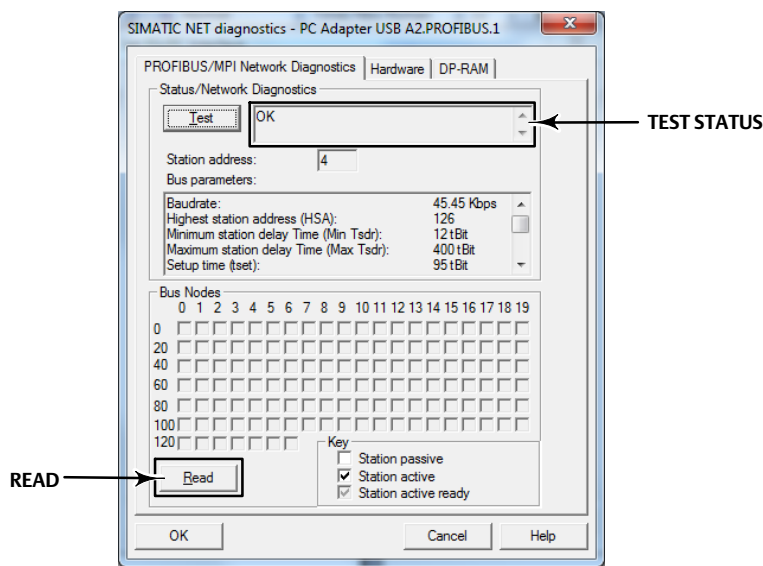 SIMATIC NET diagnostics - PC Adapter USB A2.PROFIBUS.1
PROFIBUS/MPI Network Diagnostics Hardware DP-RAM
Status/Network Diagnostics
Test OK
TEST STATUS
Station address: 4
Bus parameters:
Baudrate: 45.45 Kbps
Highest station address (HSA): 126
Minimum station delay Time (Min Tsdr): 12 tBit
Maximum station delay Time (Max Tsdr): 400 tBit
Setup time (tset): 95 tBit
Bus Nodes
0 1 2 3 4 5 6 7 8 9 10 11 12 13 14 15 16 17 18 19
0
20
40
60
80
100
120
Key
Station passive
READ Read Station active
Station active ready
OK Cancel Help